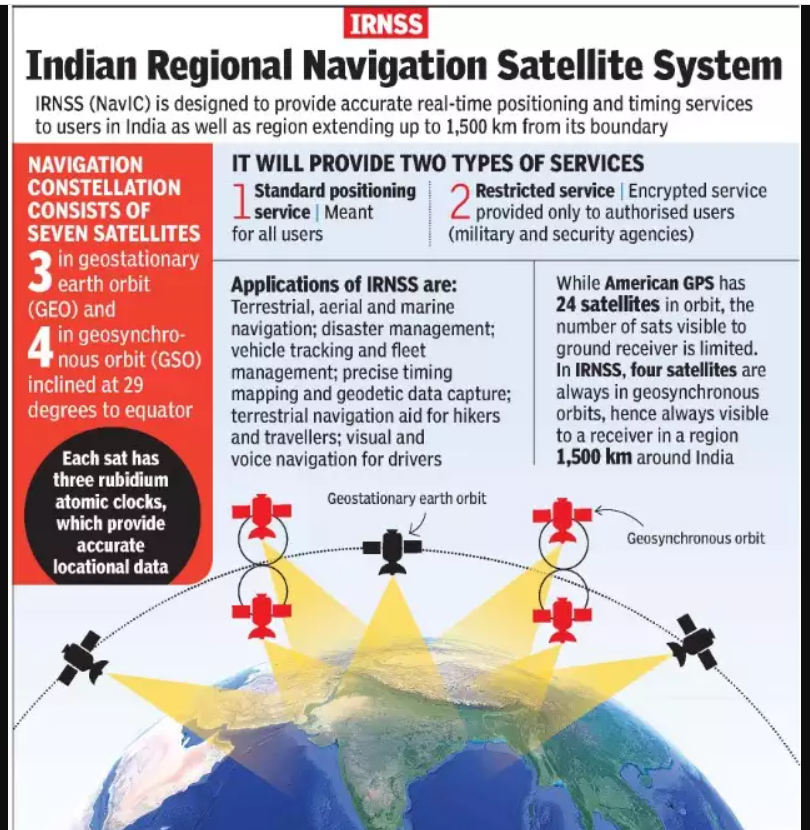 IRNSS
Indian Regional Navigation Satellite System
IRNSS (NavIC) is designed to provide accurate real-time positioning and timing services
to users in India as well as region extending up to 1,500 km from its boundary
NAVIGATION
CONSTELLATION
CONSISTS OF
SEVEN SATELLITES
3 in geostationary
earth orbit
(GEO) and
4 in geosynchro-
nous orbit (GSO)
inclined at 29
degrees to equator
Each sat has
three rubidium
atomic clocks,
which provide
accurate
locational data
IT WILL PROVIDE TWO TYPES OF SERVICES
1 Standard positioning
service | Meant
for all users
2 Restricted service | Encrypted service
provided only to authorised users
(military and security agencies)
Applications of IRNSS are:
Terrestrial, aerial and marine
navigation; disaster management;
vehicle tracking and fleet
management; precise timing
mapping and geodetic data capture;
terrestrial navigation aid for hikers
and travellers; visual and
voice navigation for drivers
While American GPS has
24 satellites in orbit, the
number of sats visible to
ground receiver is limited.
In IRNSS, four satellites are
always in geosynchronous
orbits, hence always visible
to a receiver in a region
1,500 km around India
Geostationary earth orbit
Geosynchronous orbit